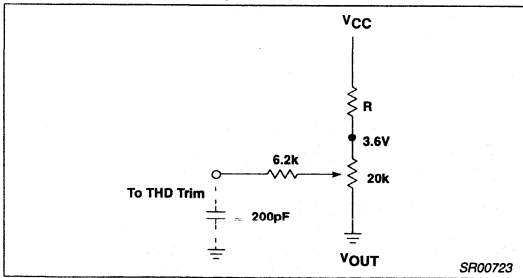 VCC
R
3.6V
6.2k
20k
To THD Trim
≈ 200pF
VOUT
SR00723